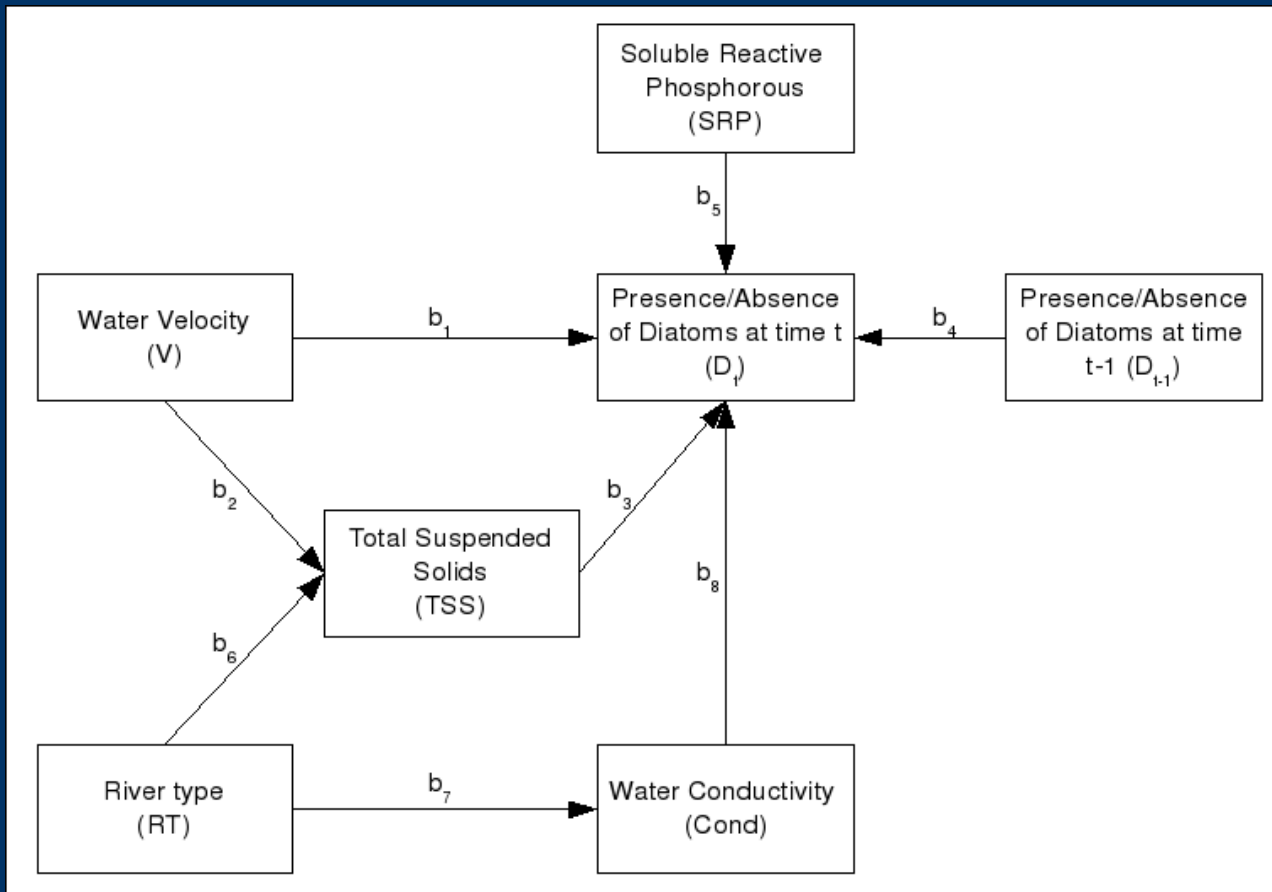 Soluble Reactive
Phosphorous
(SRP)
b₅
Water Velocity
(V)
b₁
Presence/Absence
of Diatoms at time t
(Dₜ)
b₄
Presence/Absence
of Diatoms at time
t-1 (Dₜ₋₁)
b₂
Total Suspended
Solids
(TSS)
b₃
b₈
b₆
River type
(RT)
b₇
Water Conductivity
(Cond)